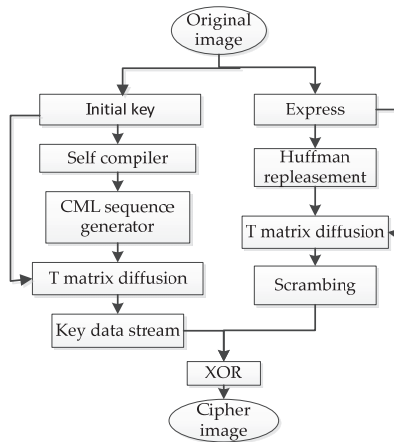 Original
image
Initial key
Express
Self compiler
Huffman
repleasement
CML sequence
generator
T matrix diffusion
T matrix diffusion
Scrambing
Key data stream
XOR
Cipher
image